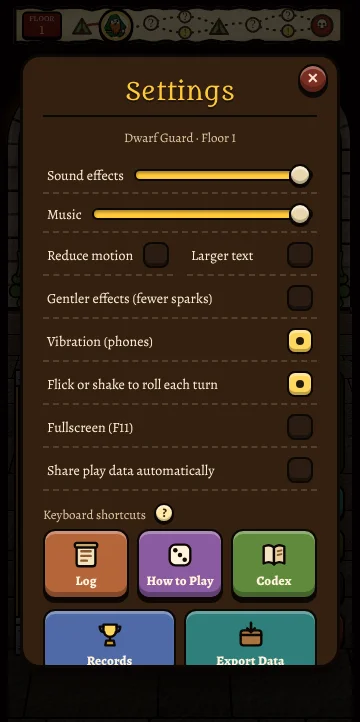 FLOOR
1
Settings
Dwarf Guard · Floor 1
Sound effects
Music
Reduce motion
Larger text
Gentler effects (fewer sparks)
Vibration (phones)
Flick or shake to roll each turn
Fullscreen (F11)
Share play data automatically
Keyboard shortcuts ?
Log
How to Play
Codex
Records
Export Data